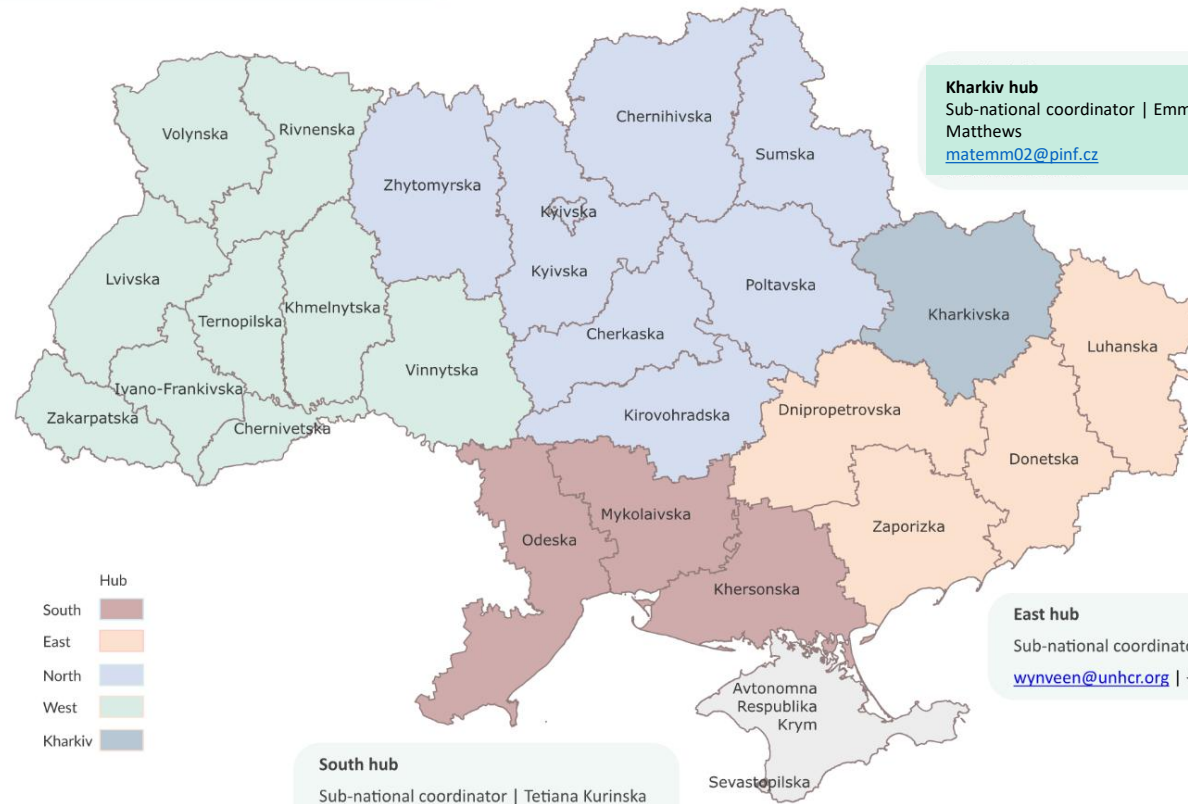 Kharkiv hub
Sub-national coordinator | Emm
Matthews
matemm02@pinf.cz
Volynska
Rivnenska
Zhytomyrska
Chernihivska
Sumska
Kyivska
Kyivska
Poltavska
Kharkivska
Luhanska
Lvivska
Ternopilska
Khmelnytska
Cherkaska
Vinnytska
Ivano-Frankivska
Zakarpatska
Chernivetska
Kirovohradska
Dnipropetrovska
Donetska
Zaporizka
Odeska
Mykolaivska
Khersonska
Avtonomna
Respublika
Krym
Sevastopilska
Hub
South
East
North
West
Kharkiv
East hub
Sub-national coordinato
wynveen@unhcr.org |
South hub
Sub-national coordinator | Tetiana Kurinska